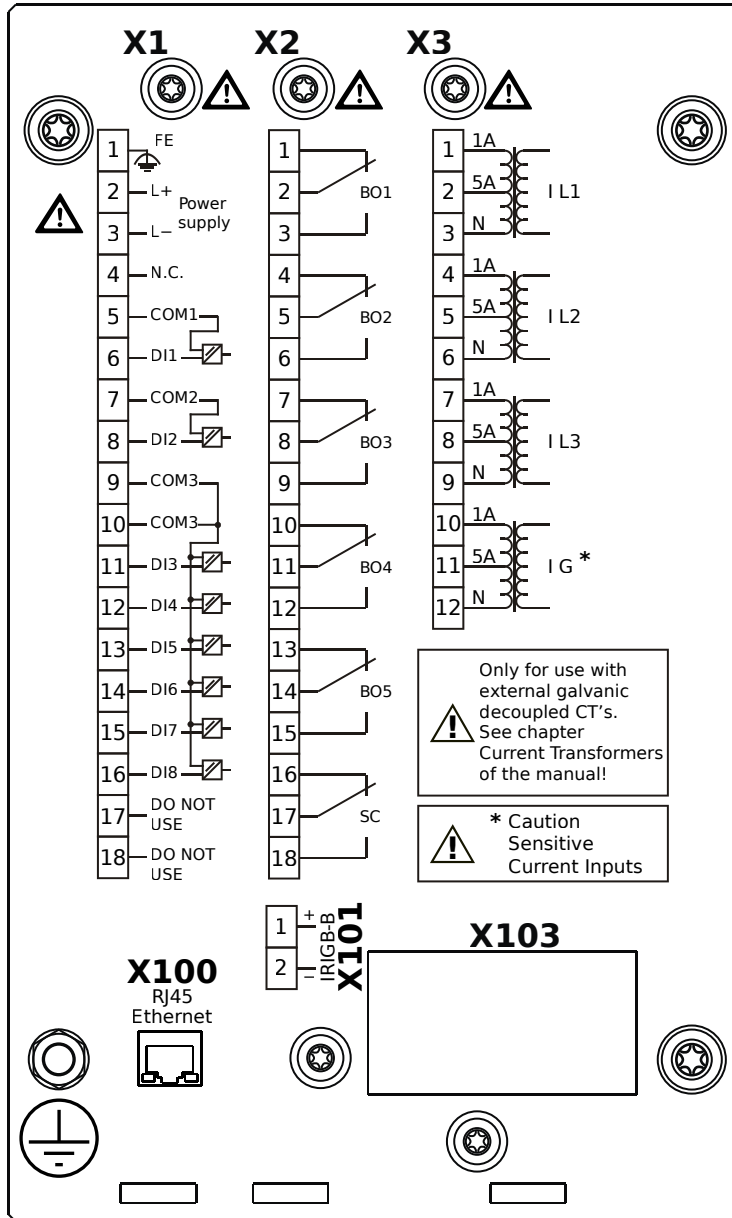 X1 X2 X3
1 FE
2 L+ Power
3 L− supply
4 N.C.
5 COM1
6 DI1
7 COM2
8 DI2
9 COM3
10 COM3
11 DI3
12 DI4
13 DI5
14 DI6
15 DI7
16 DI8
17 DO NOT
USE
18 DO NOT
USE
1
2 BO1
3
4
5 BO2
6
7
8 BO3
9
10
11 BO4
12
13
14 BO5
15
16
17 SC
18
1 1A
2 5A I L1
3 N
4 1A
5 5A I L2
6 N
7 1A
8 5A I L3
9 N
10 1A
11 5A I G *
12 N
Only for use with
external galvanic
decoupled CT's.
See chapter
Current Transformers
of the manual!
* Caution
Sensitive
Current Inputs
1 +
2 −
IRIGB-B
X101
X103
X100
RJ45
Ethernet